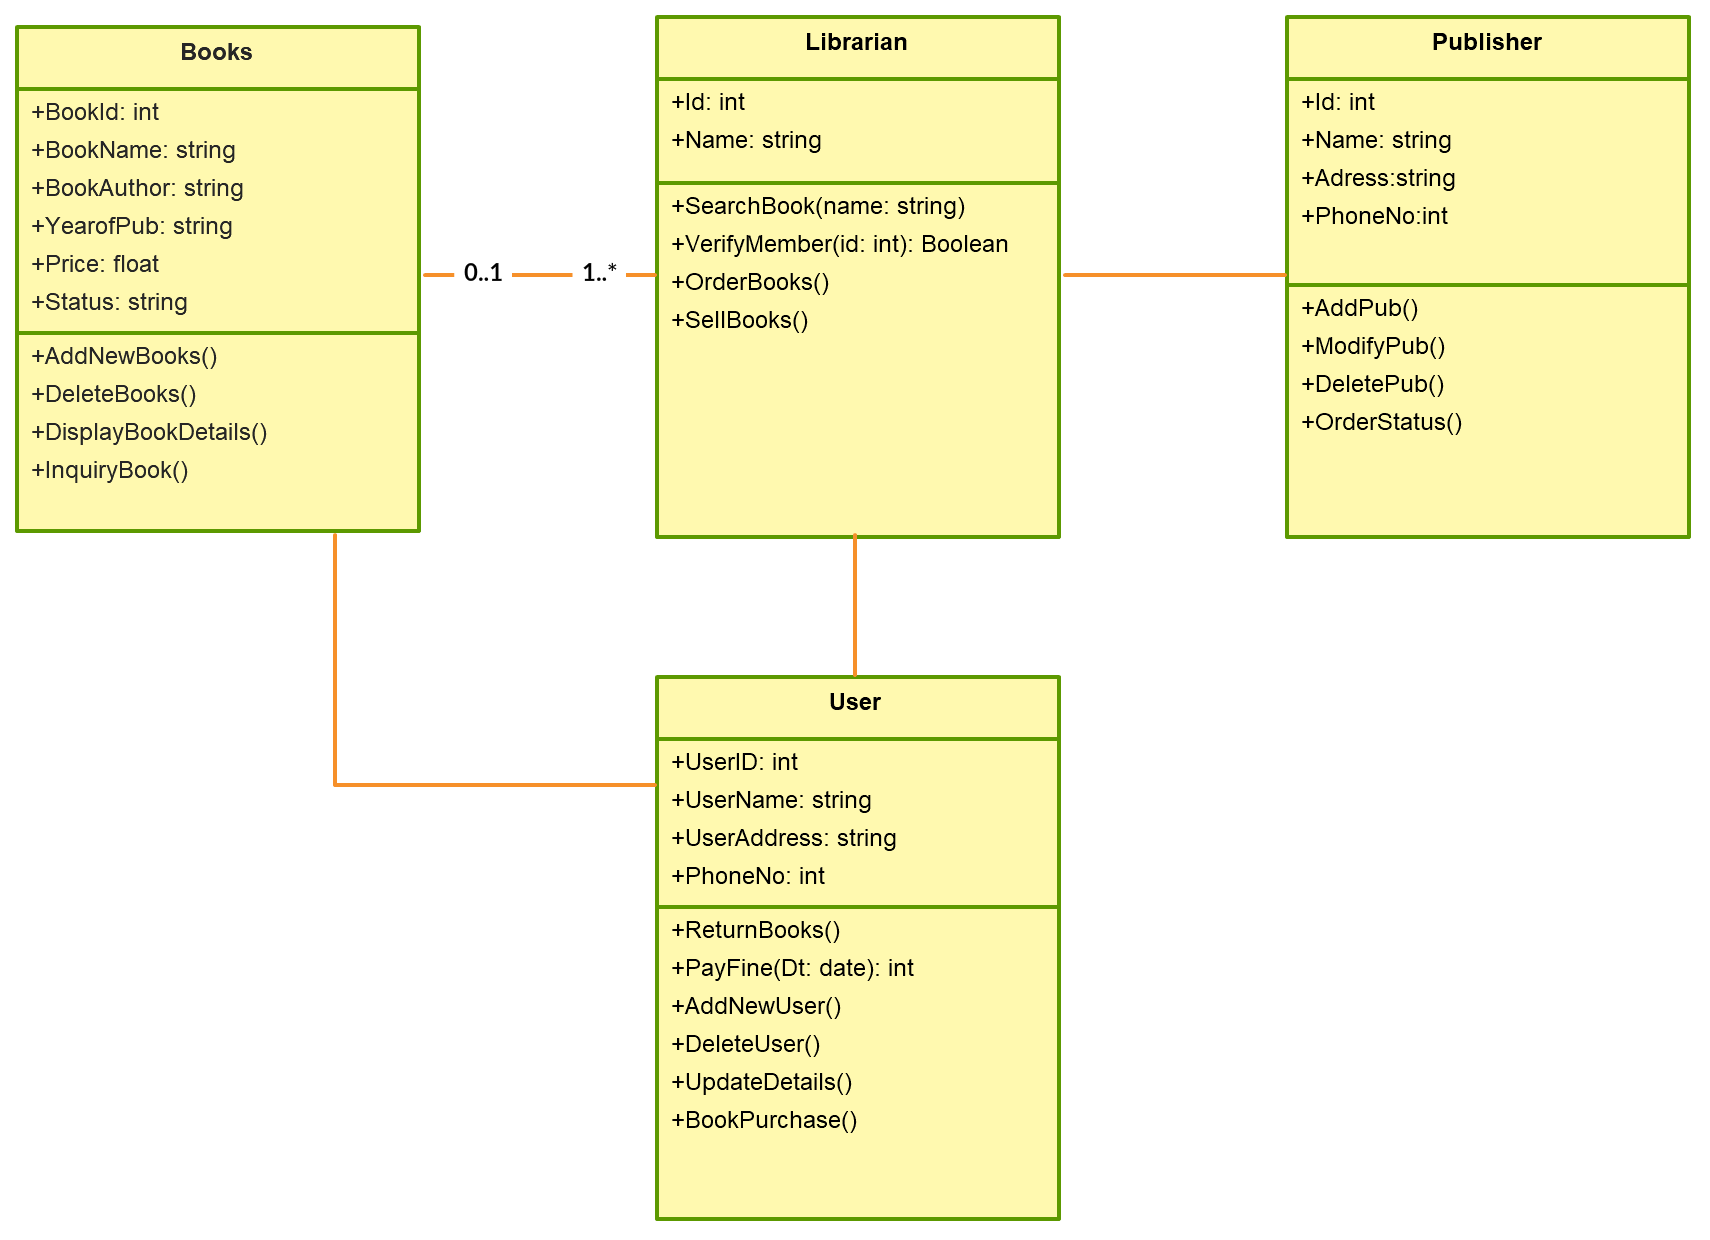 Books
+BookId: int
+BookName: string
+BookAuthor: string
+YearofPub: string
+Price: float
+Status: string
+AddNewBooks()
+DeleteBooks()
+DisplayBookDetails()
+InquiryBook()
0..1
1..*
Librarian
+Id: int
+Name: string
+SearchBook(name: string)
+VerifyMember(id: int): Boolean
+OrderBooks()
+SellBooks()
Publisher
+Id: int
+Name: string
+Adress:string
+PhoneNo:int
+AddPub()
+ModifyPub()
+DeletePub()
+OrderStatus()
User
+UserID: int
+UserName: string
+UserAddress: string
+PhoneNo: int
+ReturnBooks()
+PayFine(Dt: date): int
+AddNewUser()
+DeleteUser()
+UpdateDetails()
+BookPurchase()